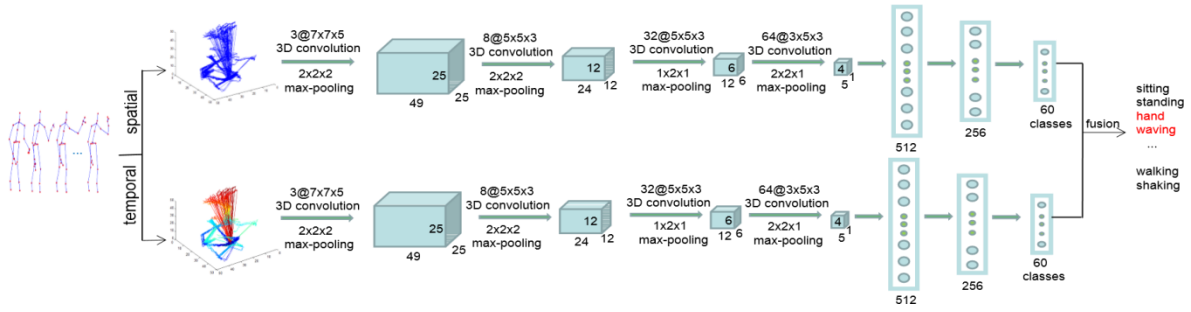 spatial
3@7x7x5
3D convolution
2x2x2
max-pooling
25
49
25
8@5x5x3
3D convolution
2x2x2
max-pooling
12
24
12
32@5x5x3
3D convolution
1x2x1
max-pooling
6
12
6
64@3x5x3
3D convolution
2x2x1
max-pooling
4
5
1
512
256
60
classes
temporal
3@7x7x5
3D convolution
2x2x2
max-pooling
25
49
25
8@5x5x3
3D convolution
2x2x2
max-pooling
12
24
12
32@5x5x3
3D convolution
1x2x1
max-pooling
6
12
6
64@3x5x3
3D convolution
2x2x1
max-pooling
4
5
1
512
256
60
classes
fusion
sitting
standing
hand
waving
...
walking
shaking